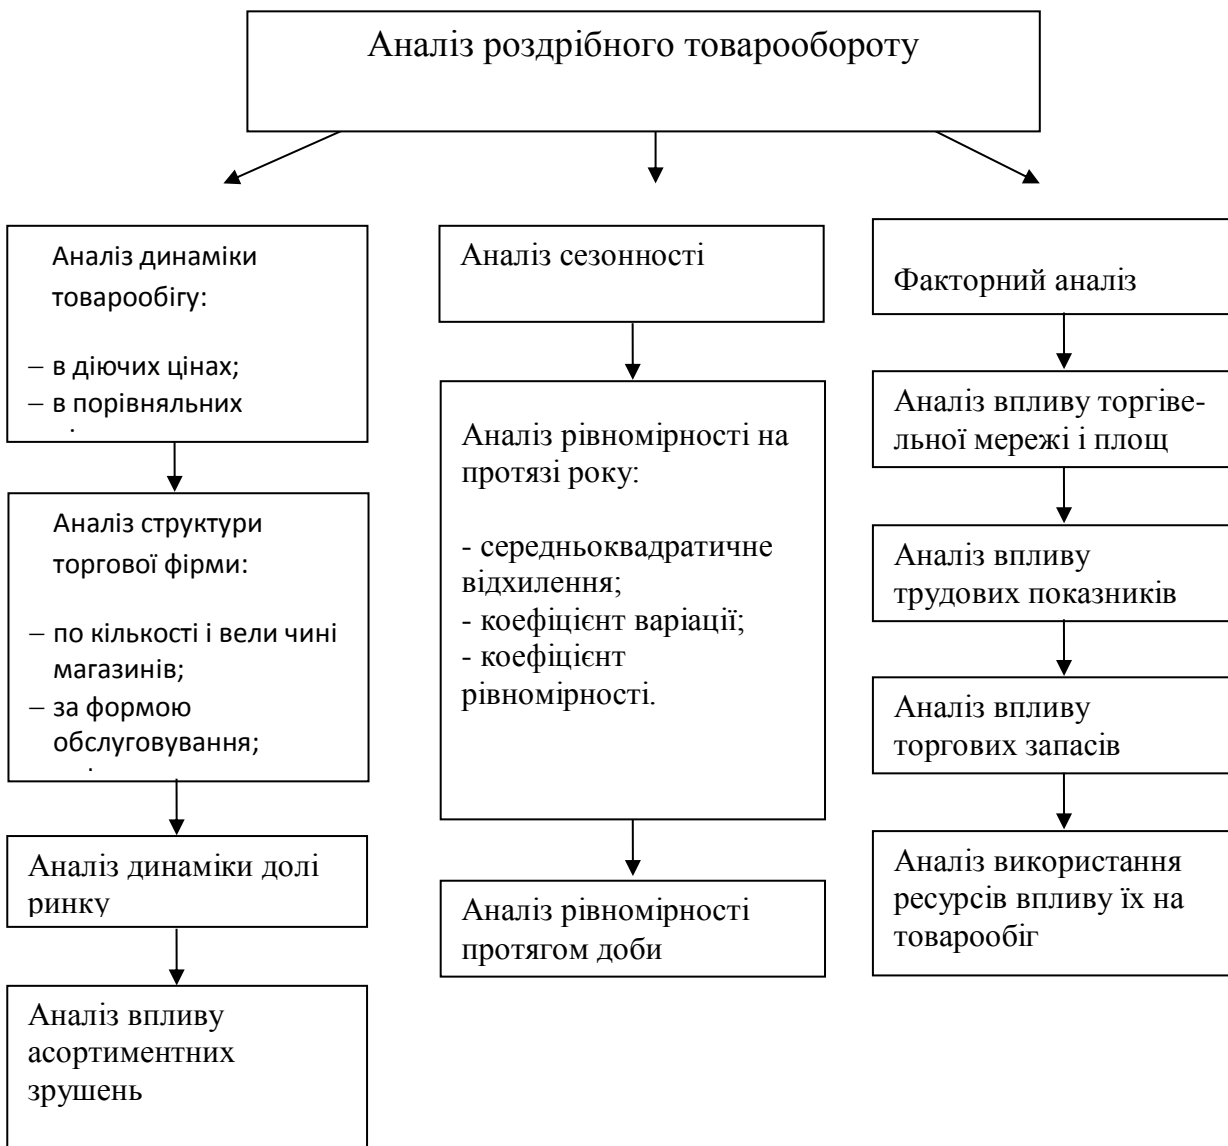 Аналіз роздрібного товарообороту
Аналіз динаміки
товарообігу:
– в діючих цінах;
– в порівняльних
Аналіз структури
торгової фірми:
– по кількості і вели чині
магазинів;
– за формою
обслуговування;
Аналіз динаміки долі
ринку
Аналіз впливу
асортиментних
зрушень
Аналіз сезонності
Аналіз рівномірності на
протязі року:
- середньоквадратичне
відхилення;
- коефіцієнт варіації;
- коефіцієнт
рівномірності.
Аналіз рівномірності
протягом доби
Факторний аналіз
Аналіз впливу торгіве-
льної мережі і площ
Аналіз впливу
трудових показників
Аналіз впливу
торгових запасів
Аналіз використання
ресурсів впливу їх на
товарообіг